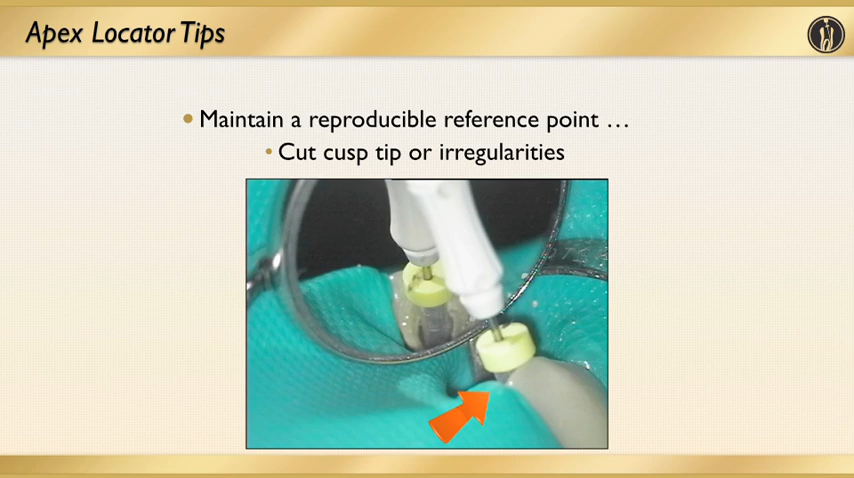 Apex Locator Tips
• Maintain a reproducible reference point …
• Cut cusp tip or irregularities